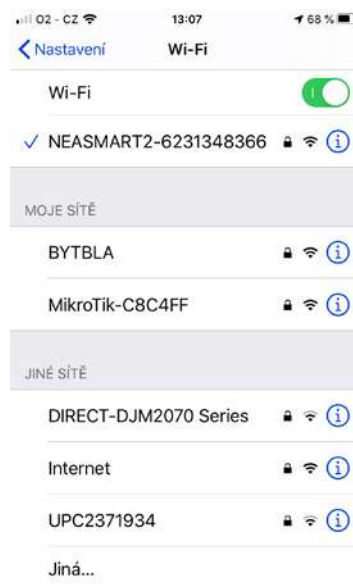 O2 - CZ 13:07 68 %
Nastavení Wi-Fi
Wi-Fi
NEASMART2-6231348366
MOJE SÍTĚ
BYTBLA
MikroTik-C8C4FF
JINÉ SÍTĚ
DIRECT-DJM2070 Series
Internet
UPC2371934
Jiná...